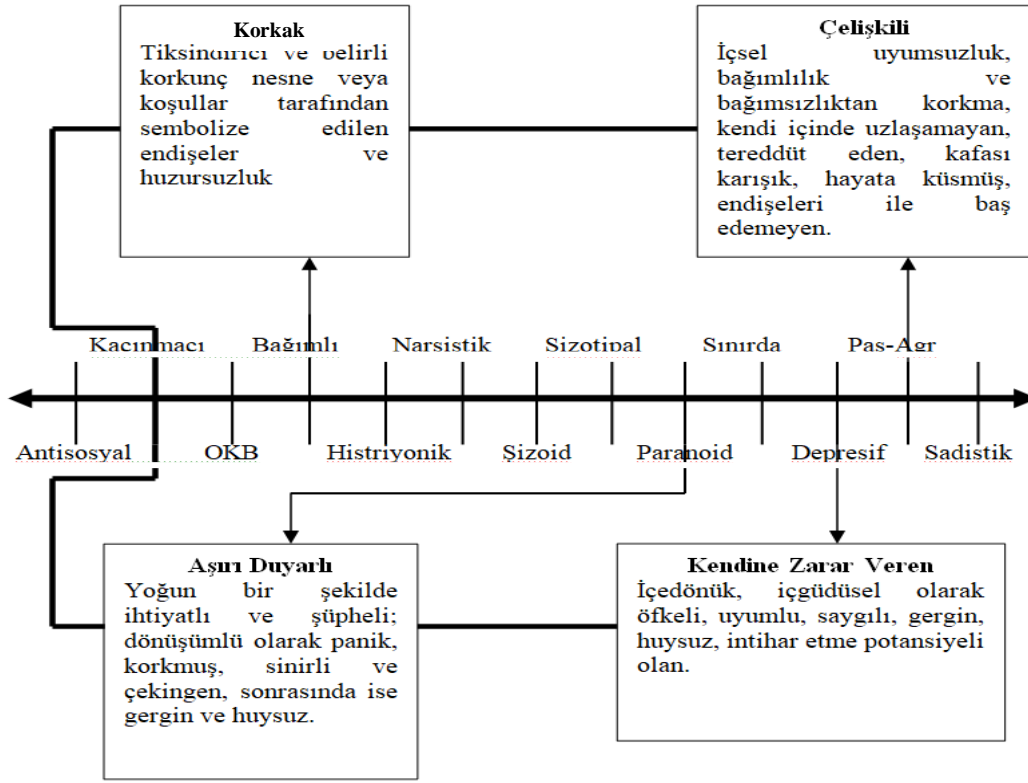 Korkak
Tiksindirici ve belirli
korkunç nesne veya
koşullar tarafından
sembolize edilen
endişeler ve
huzursuzluk
Çelişkili
İçsel uyumsuzluk,
bağımlılık ve
bağımsızlıktan korkma,
kendi içinde uzlaşamayan,
tereddüt eden, kafası
karışık, hayata küsmüş,
endişeleri ile baş
edemeyen.
Kaçınmacı Bağımlı Narsistik Şizotipal Sınırda Pas-Agr
Antisosyal OKB Histriyonik Şizoid Paranoid Depresif Sadistik
Aşırı Duyarlı
Yoğun bir şekilde
ihtiyatlı ve şüpheli;
dönüşümlü olarak panik,
korkmuş, sinirli ve
çekingen, sonrasında ise
gergin ve huysuz.
Kendine Zarar Veren
İçedönük, içgüdüsel olarak
öfkeli, uyumlu, saygılı, gergin,
huysuz, intihar etme potansiyeli
olan.